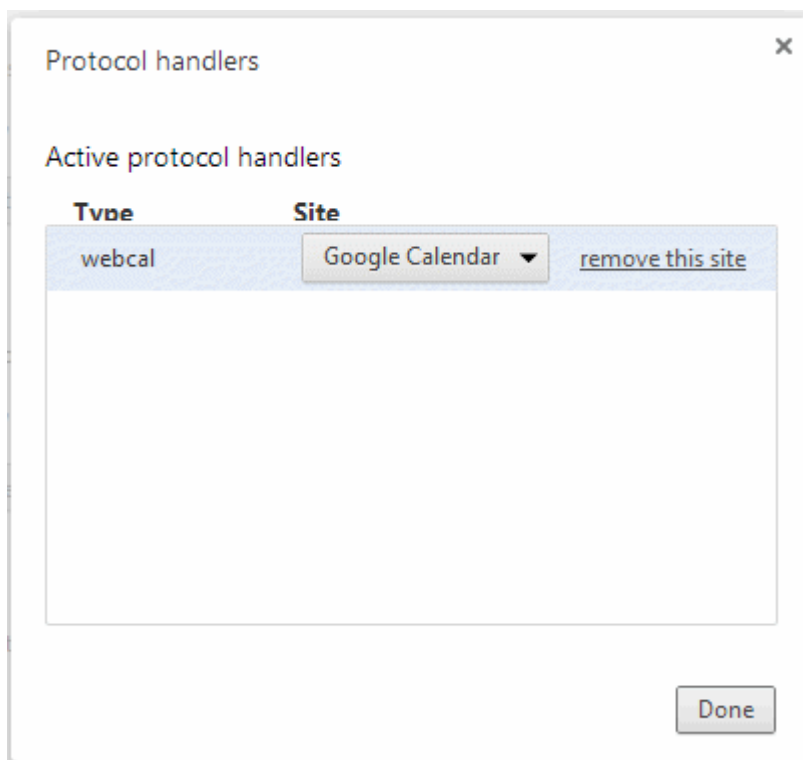 Protocol handlers
Active protocol handlers
Type Site
webcal Google Calendar remove this site
Done